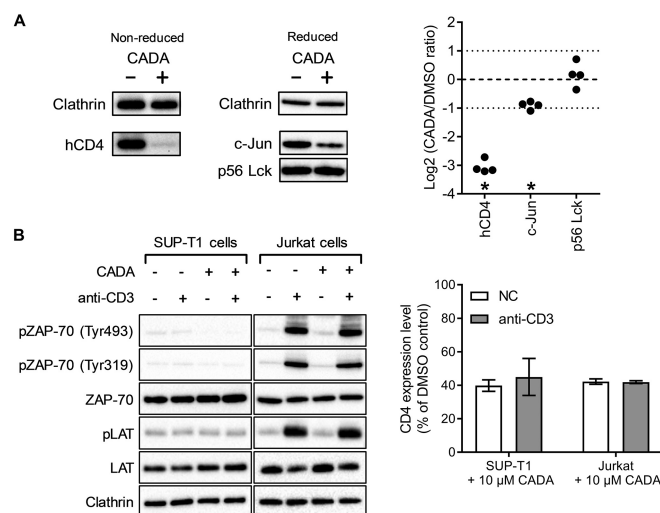 A
Non-reduced
CADA
– +
Clathrin
hCD4
Reduced
CADA
– +
Clathrin
c-Jun
p56 Lck
Log2 (CADA/DMSO ratio)
2
1
0
-1
-2
-3
-4
* *
hCD4
c-Jun
p56 Lck
B
SUP-T1 cells Jurkat cells
CADA - - + + - - + +
anti-CD3 - + - + - + - +
pZAP-70 (Tyr493)
pZAP-70 (Tyr319)
ZAP-70
pLAT
LAT
Clathrin
CD4 expression level
(% of DMSO control)
100
80
60
40
20
0
NC
anti-CD3
SUP-T1 Jurkat
+ 10 µM CADA + 10 µM CADA